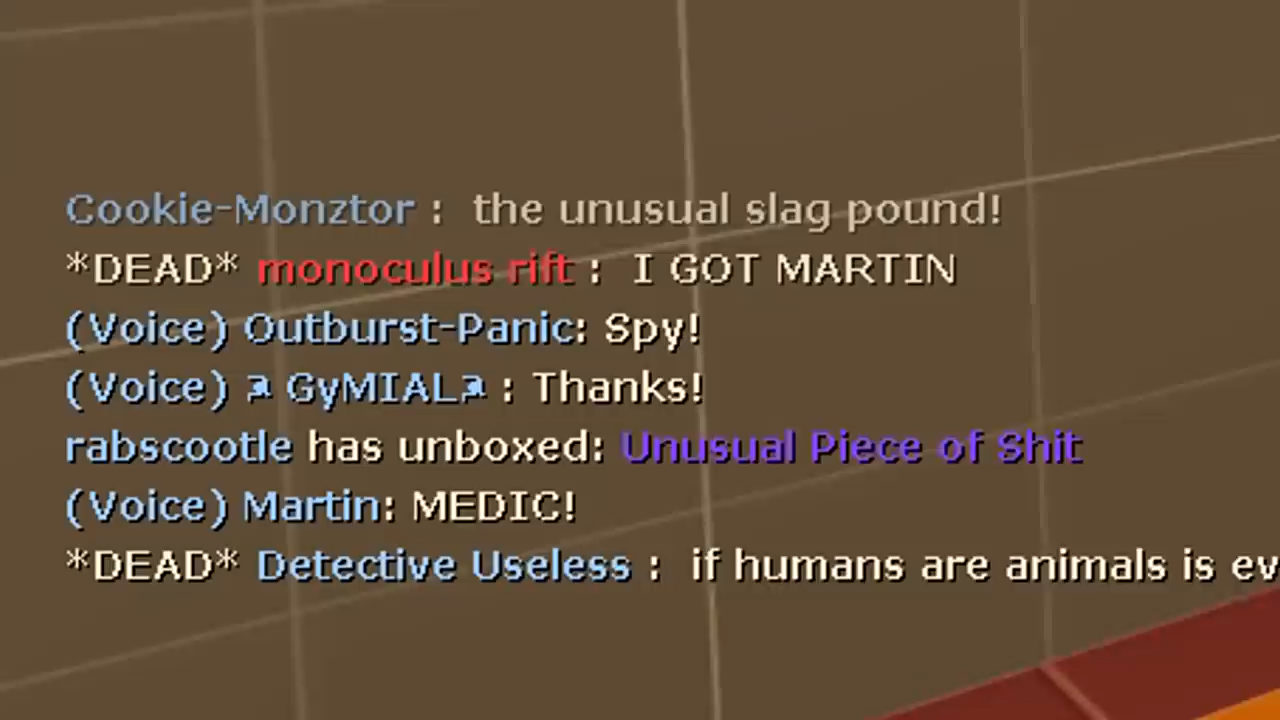 Cookie-Monztor :  the unusual slag pound!
*DEAD* monoculus rift :  I GOT MARTIN
(Voice) Outburst-Panic: Spy!
(Voice) GyMIAL : Thanks!
rabscootle has unboxed: Unusual Piece of Shit
(Voice) Martin: MEDIC!
*DEAD* Detective Useless :  if humans are animals is ev